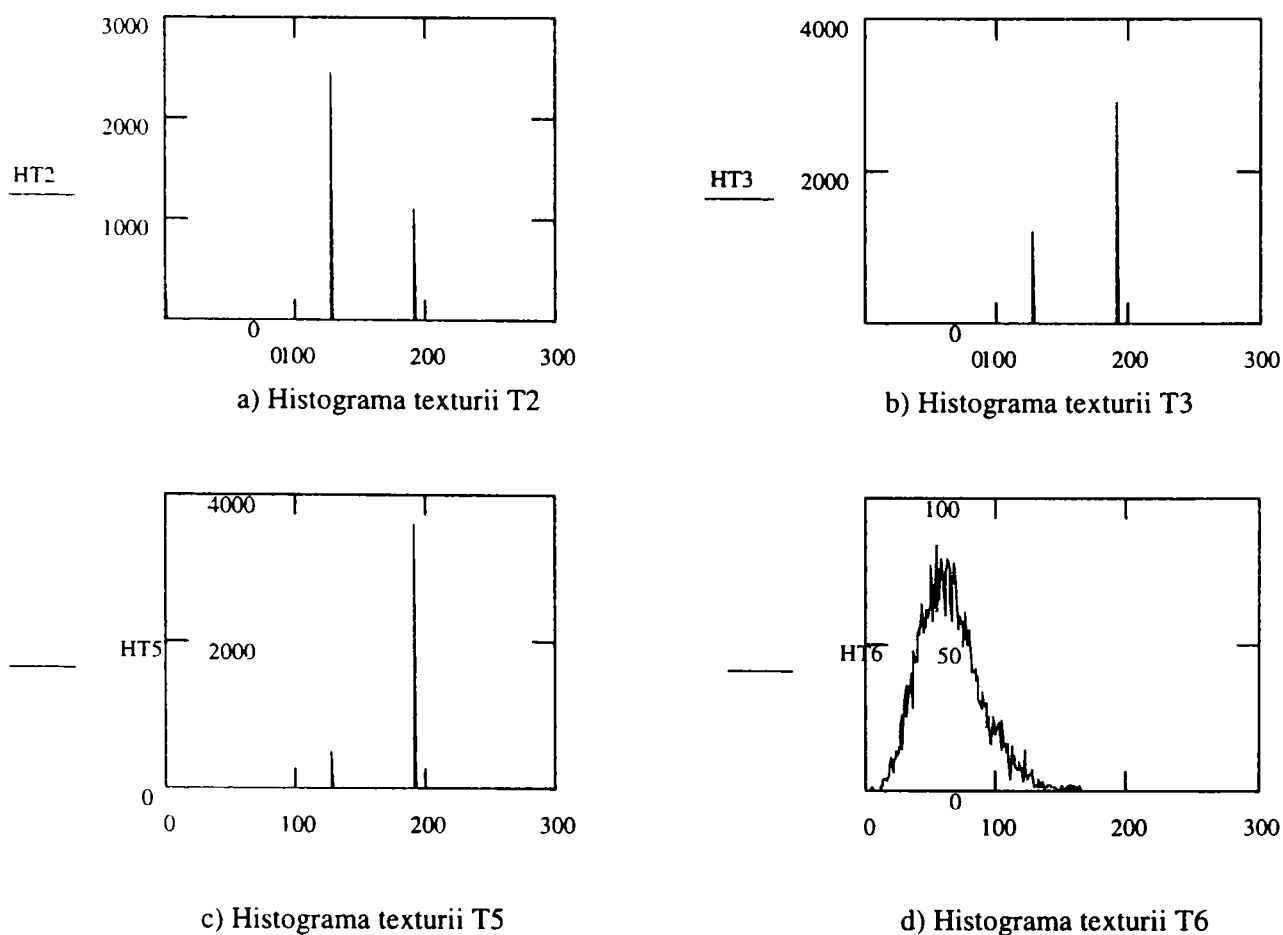 3000
2000
HT2
1000
0
0100 200 300
a) Histograma texturii T2
4000
2000
HT3
0
0100 200 300
b) Histograma texturii T3
4000
HT5 2000
0
0 100 200 300
c) Histograma texturii T5
100
HT6 50
0
0 100 200 300
d) Histograma texturii T6